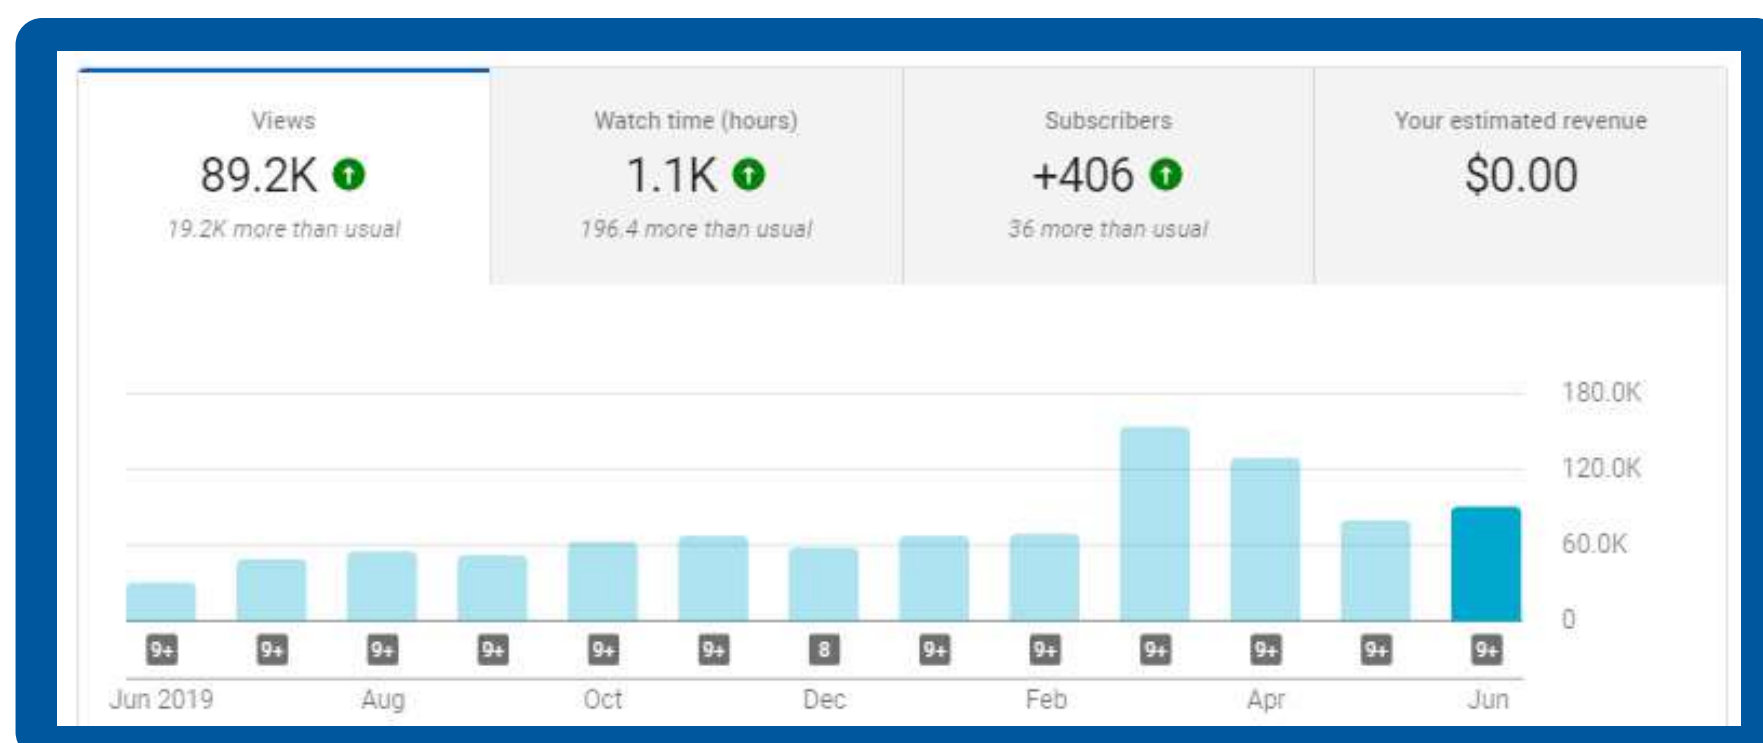 Views
89.2K
19.2K more than usual
Watch time (hours)
1.1K
196.4 more than usual
Subscribers
+406
36 more than usual
Your estimated revenue
$0.00
180.0K
120.0K
60.0K
0
9+ 9+ 9+ 9+ 9+ 9+ 8 9+ 9+ 9+ 9+ 9+ 9+
Jun 2019 Aug Oct Dec Feb Apr Jun